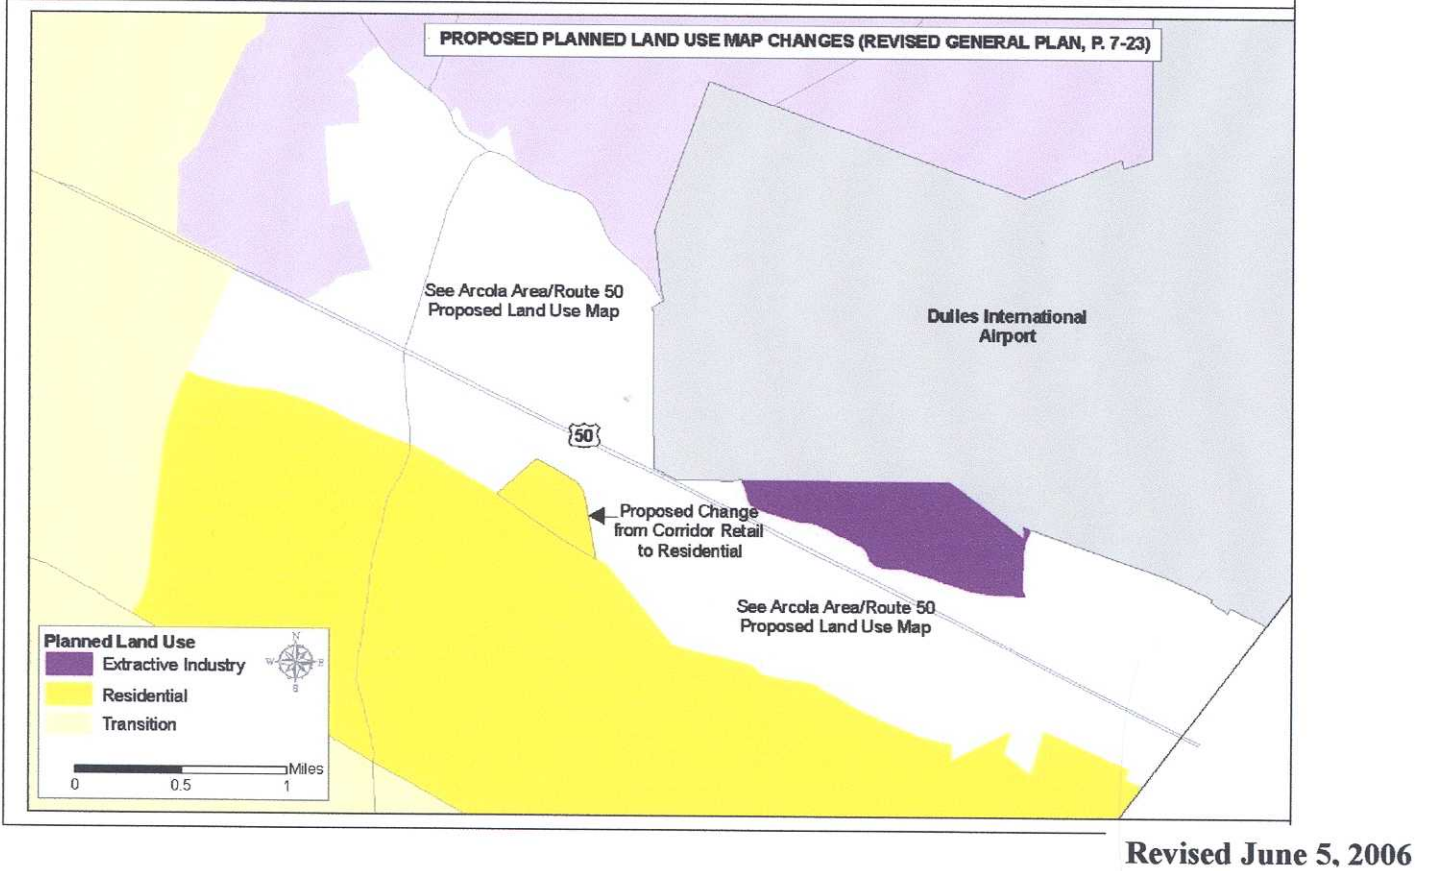 PROPOSED PLANNED LAND USE MAP CHANGES (REVISED GENERAL PLAN, P. 7-23)
See Arcola Area/Route 50
Proposed Land Use Map
Dulles International
Airport
50
Proposed Change
from Corridor Retail
to Residential
See Arcola Area/Route 50
Proposed Land Use Map
Planned Land Use
Extractive Industry
Residential
Transition
N
W
E
S
Miles
0 0.5 1
Revised June 5, 2006